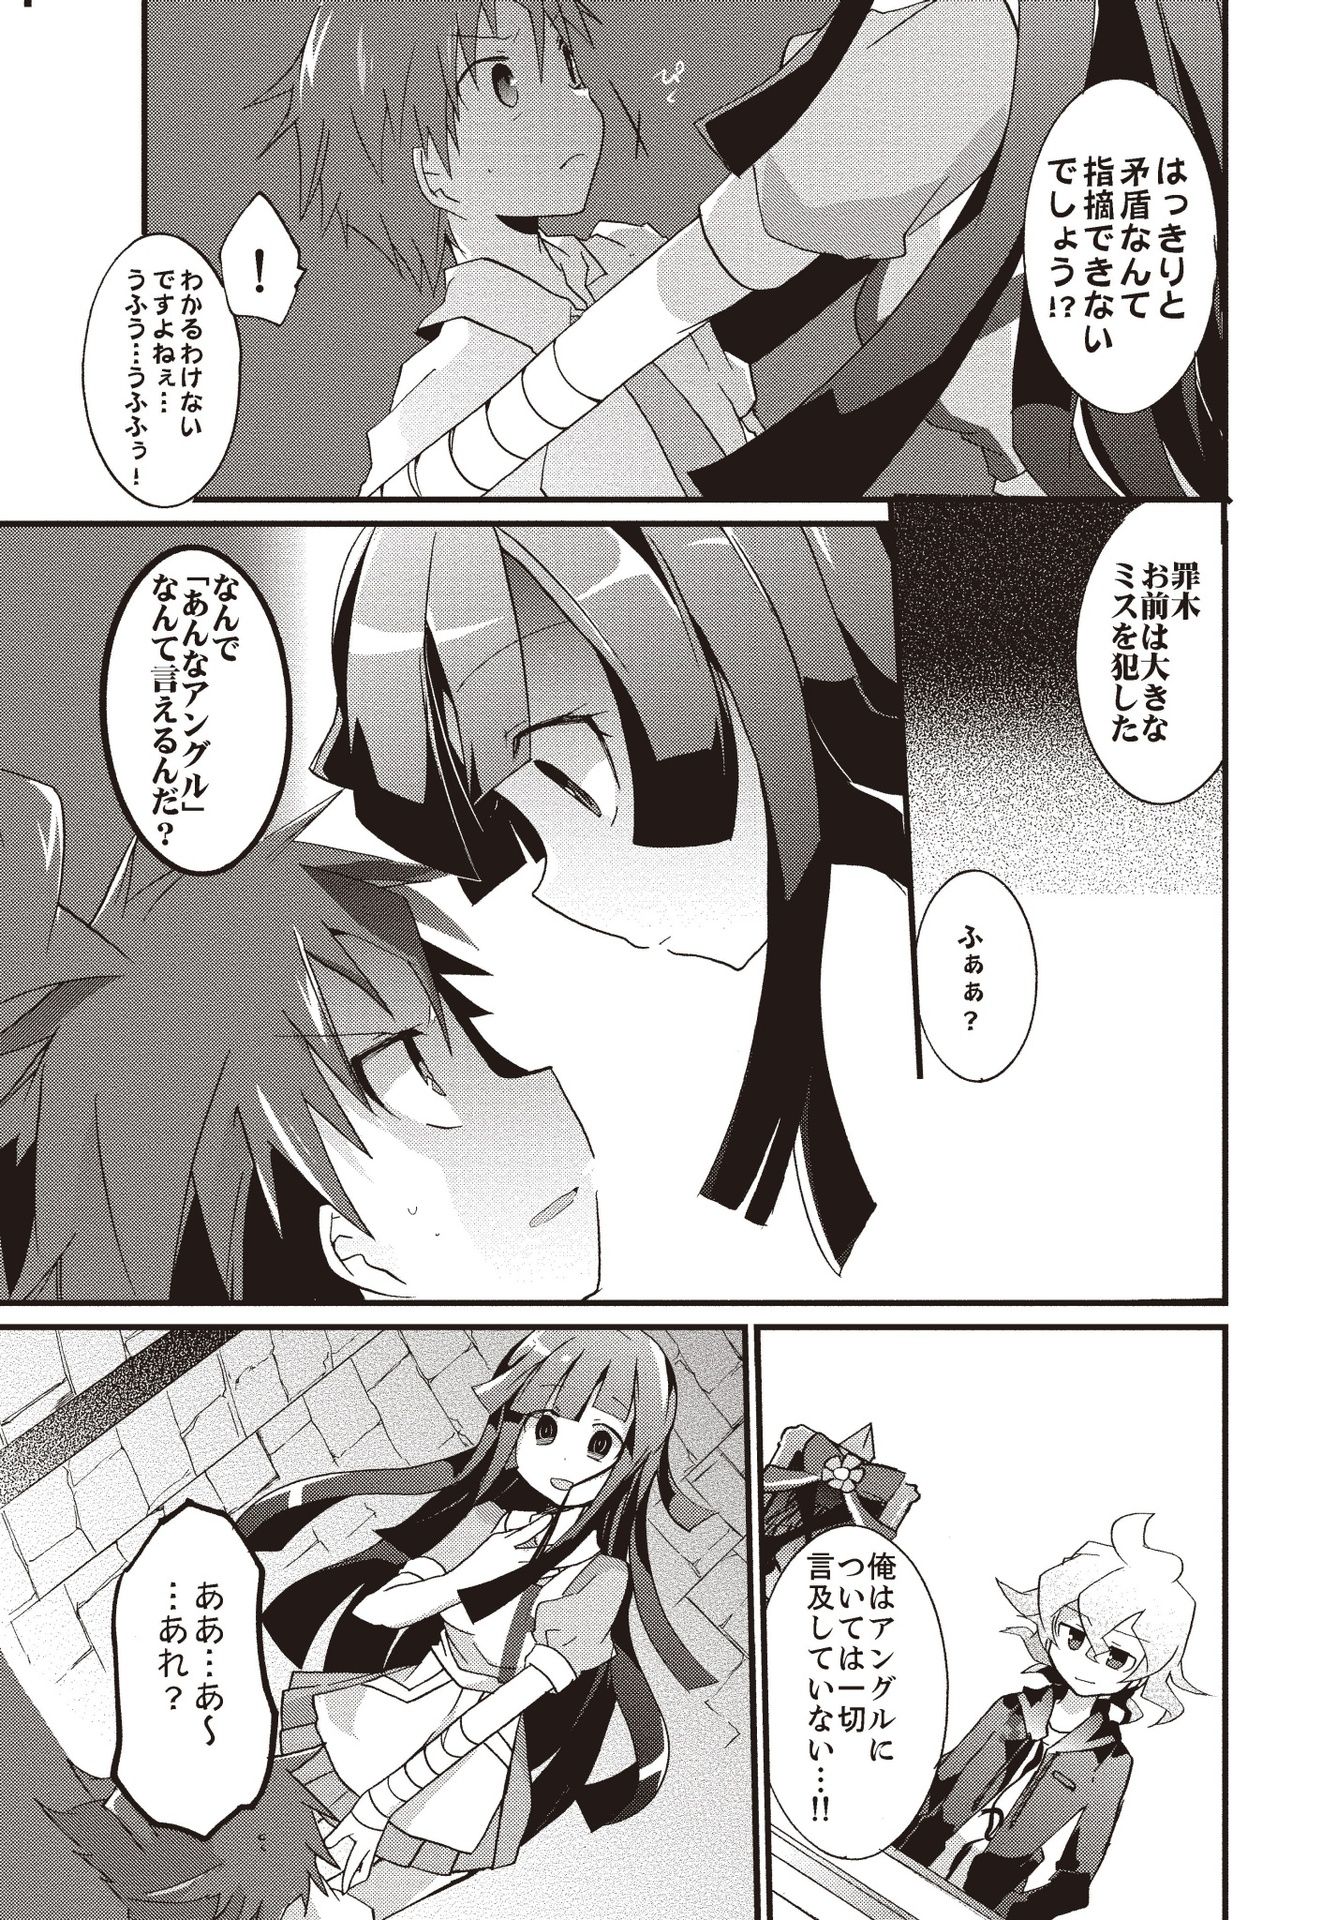 はっきりと
矛盾なんて
指摘できない
でしょう!?
ぴ
!
わかるわけない
ですよねぇ…
うふぅ…うふふぅ!
罪木
お前は大きな
ミスを犯した
ふぁぁ?
なんで
「あんなアングル」
なんて言えるんだ?
俺はアングルに
ついては一切
言及していない…!!
ああ…あ〜
…あれ?